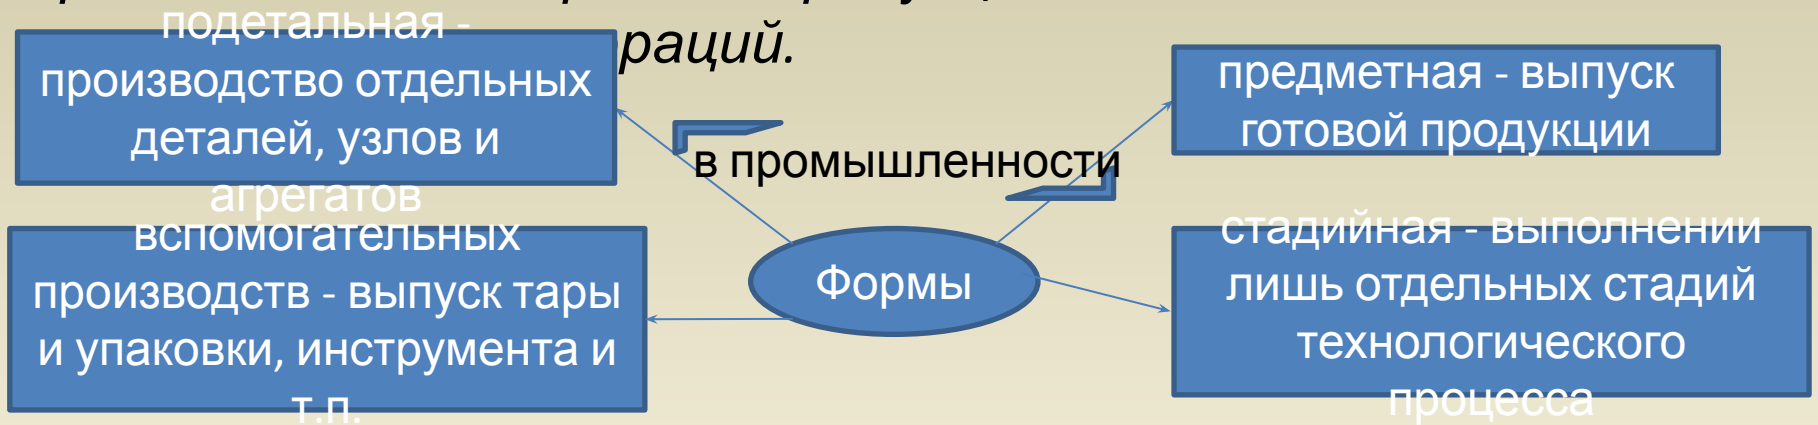 раций.
подетальная -
производство отдельных
деталей, узлов и
агрегатов
предметная - выпуск
готовой продукции
в промышленности
Формы
вспомогательных
производств - выпуск тары
и упаковки, инструмента и
т.п.
стадийная - выполнении
лишь отдельных стадий
технологического
процесса